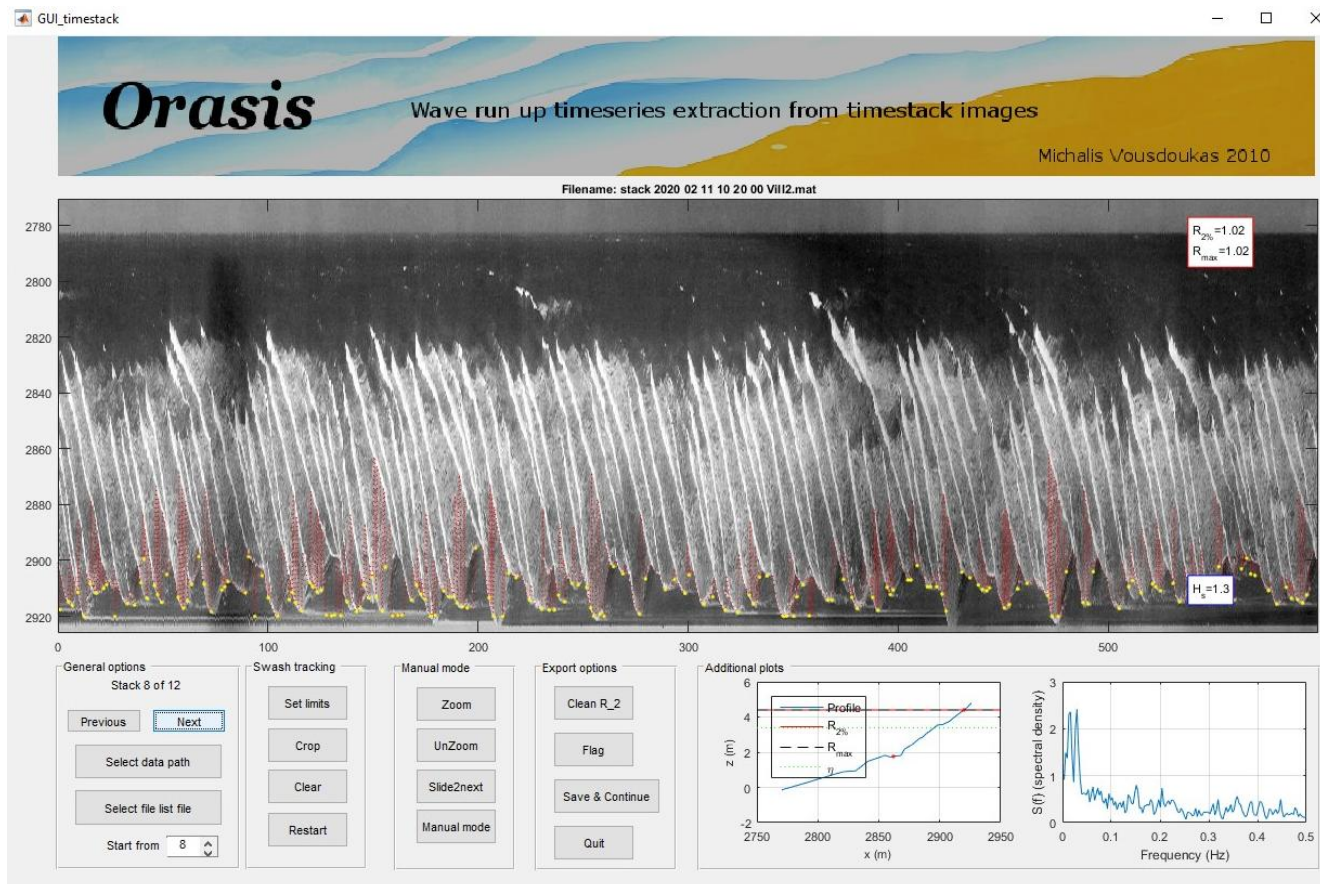 GUI_timestack
Orasis
Wave run up timeseries extraction from timestack images
Michalis Vousdoukas 2010
Filename: stack 2020 02 11 10 20 00 Vill2.mat
R2%=1.02
Rmax=1.02
2780
2800
2820
2840
2860
2880
2900
2920
Hs=1.3
0 100 200 300 400 500
General options
Stack 8 of 12
Previous Next
Select data path
Select file list file
Start from 8
Swash tracking
Set limits
Crop
Clear
Restart
Manual mode
Zoom
UnZoom
Slide2next
Manual mode
Export options
Clean R_2
Flag
Save & Continue
Quit
Additional plots
z (m)
6
4
2
0
-2
Profile
R2%
Rmax
η
2750 2800 2850 2900 2950
x (m)
S(f) (spectral density)
3
2
1
0
0 0.1 0.2 0.3 0.4 0.5
Frequency (Hz)